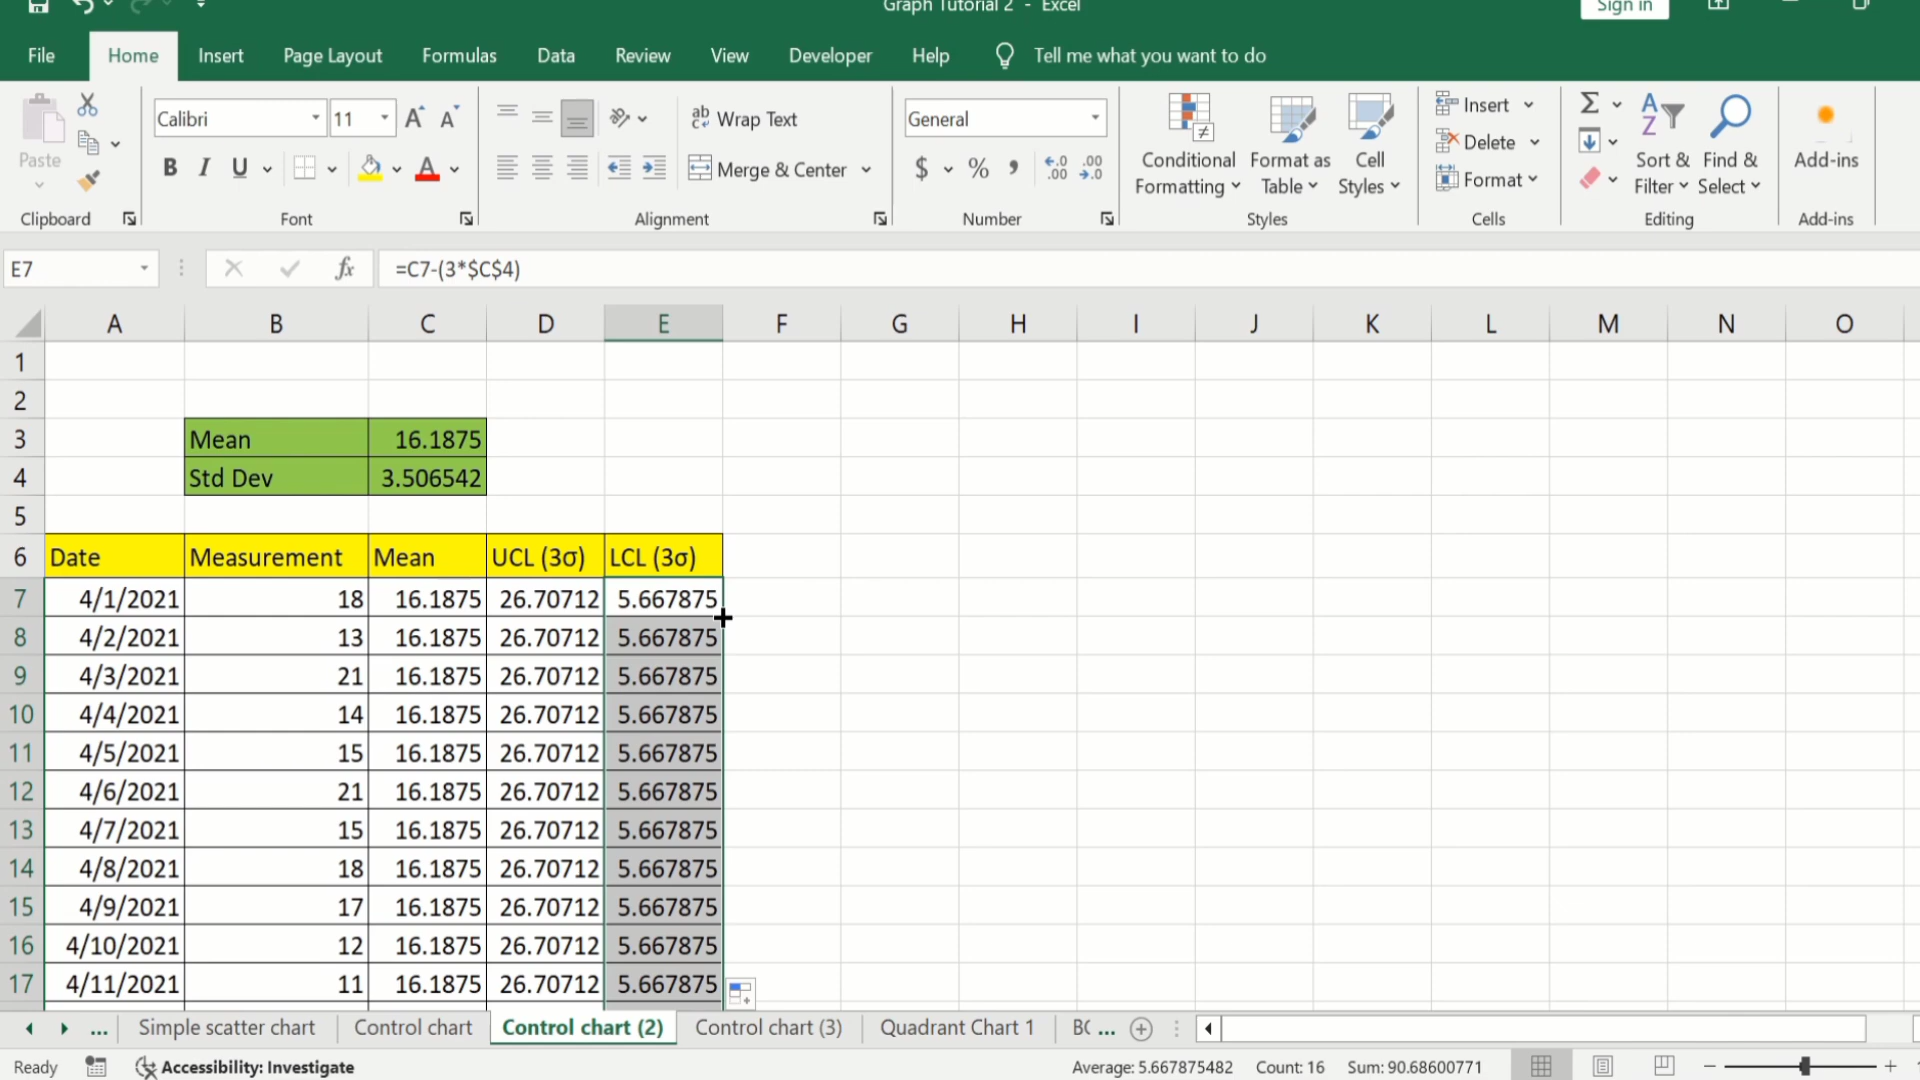 Graph Tutorial 2 - Excel
Sign in
File Home Insert Page Layout Formulas Data Review View Developer Help Tell me what you want to do
Paste
Clipboard
Calibri 11
B I U A
Font
ab Wrap Text
Merge & Center
Alignment
General
$ % , .00 .00
Number
Conditional Formatting
Format as Table
Cell Styles
Styles
Insert
Delete
Format
Cells
Σ
Sort & Filter
Find & Select
Editing
Add-ins
Add-ins
E7 fx =C7-(3*$C$4)
A B C D E F G H I J K L M N O
1
2
3 Mean 16.1875
4 Std Dev 3.506542
5
6 Date Measurement Mean UCL (3σ) LCL (3σ)
7 4/1/2021 18 16.1875 26.70712 5.667875
8 4/2/2021 13 16.1875 26.70712 5.667875
9 4/3/2021 21 16.1875 26.70712 5.667875
10 4/4/2021 14 16.1875 26.70712 5.667875
11 4/5/2021 15 16.1875 26.70712 5.667875
12 4/6/2021 21 16.1875 26.70712 5.667875
13 4/7/2021 15 16.1875 26.70712 5.667875
14 4/8/2021 18 16.1875 26.70712 5.667875
15 4/9/2021 17 16.1875 26.70712 5.667875
16 4/10/2021 12 16.1875 26.70712 5.667875
17 4/11/2021 11 16.1875 26.70712 5.667875
... Simple scatter chart Control chart Control chart (2) Control chart (3) Quadrant Chart 1 ...
Ready Accessibility: Investigate Average: 5.667875482 Count: 16 Sum: 90.68600771